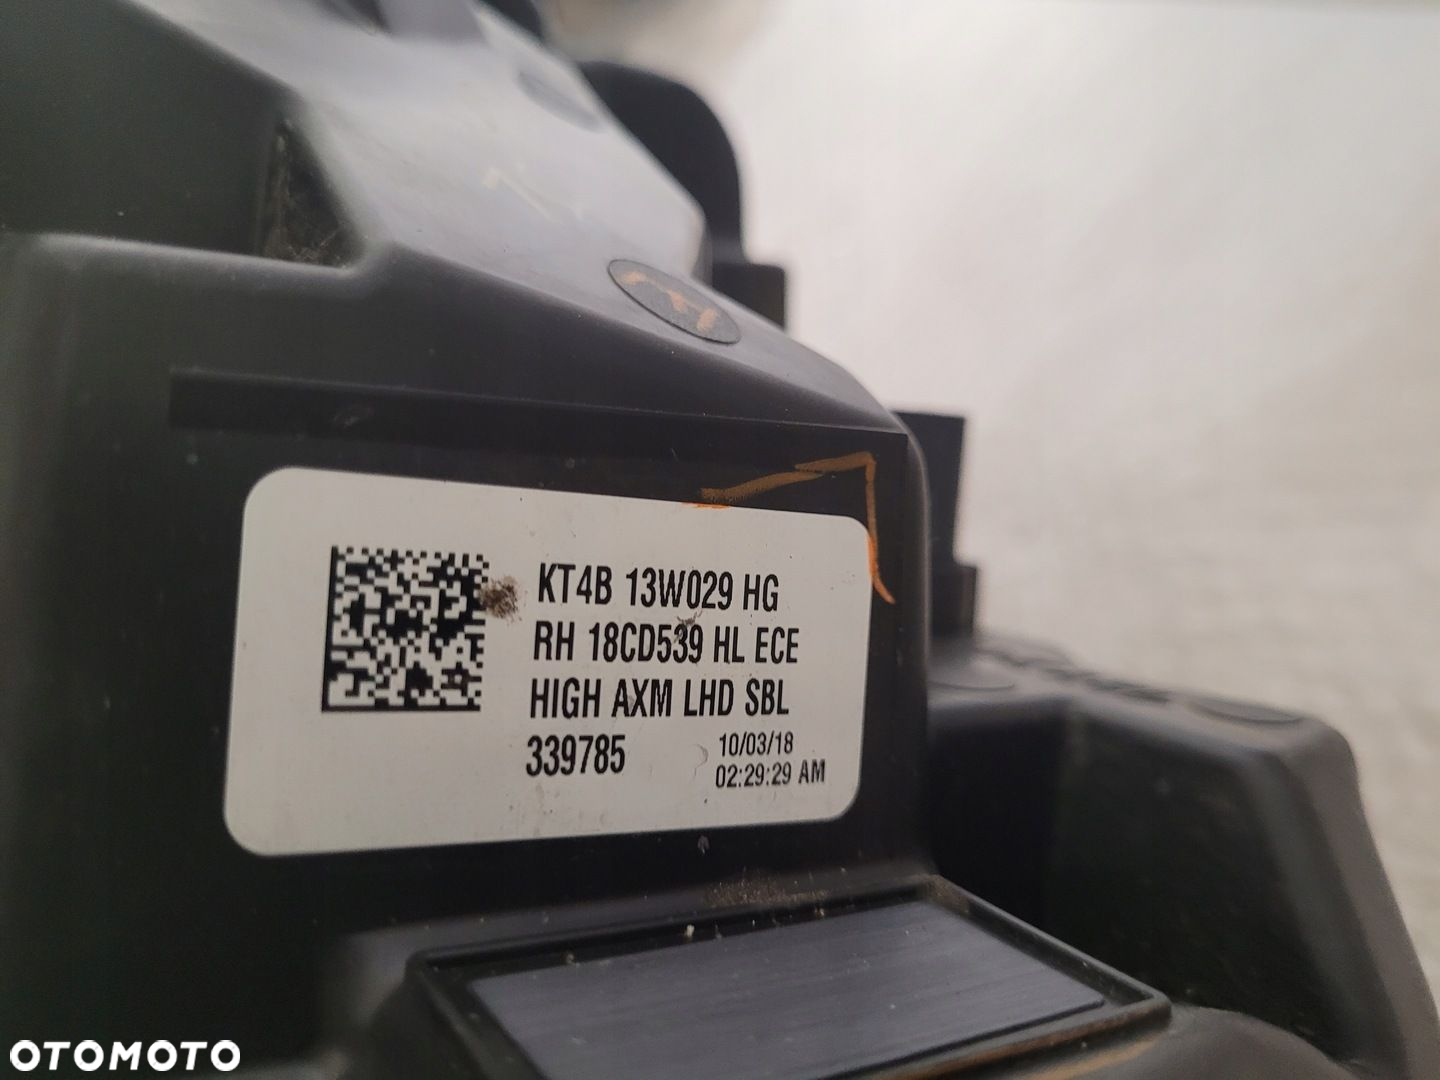 KT4B 13W029 HG
RH 18CD539 HL ECE
HIGH AXM LHD SBL
339785
10/03/18
02:29:29 AM
OTOMOTO